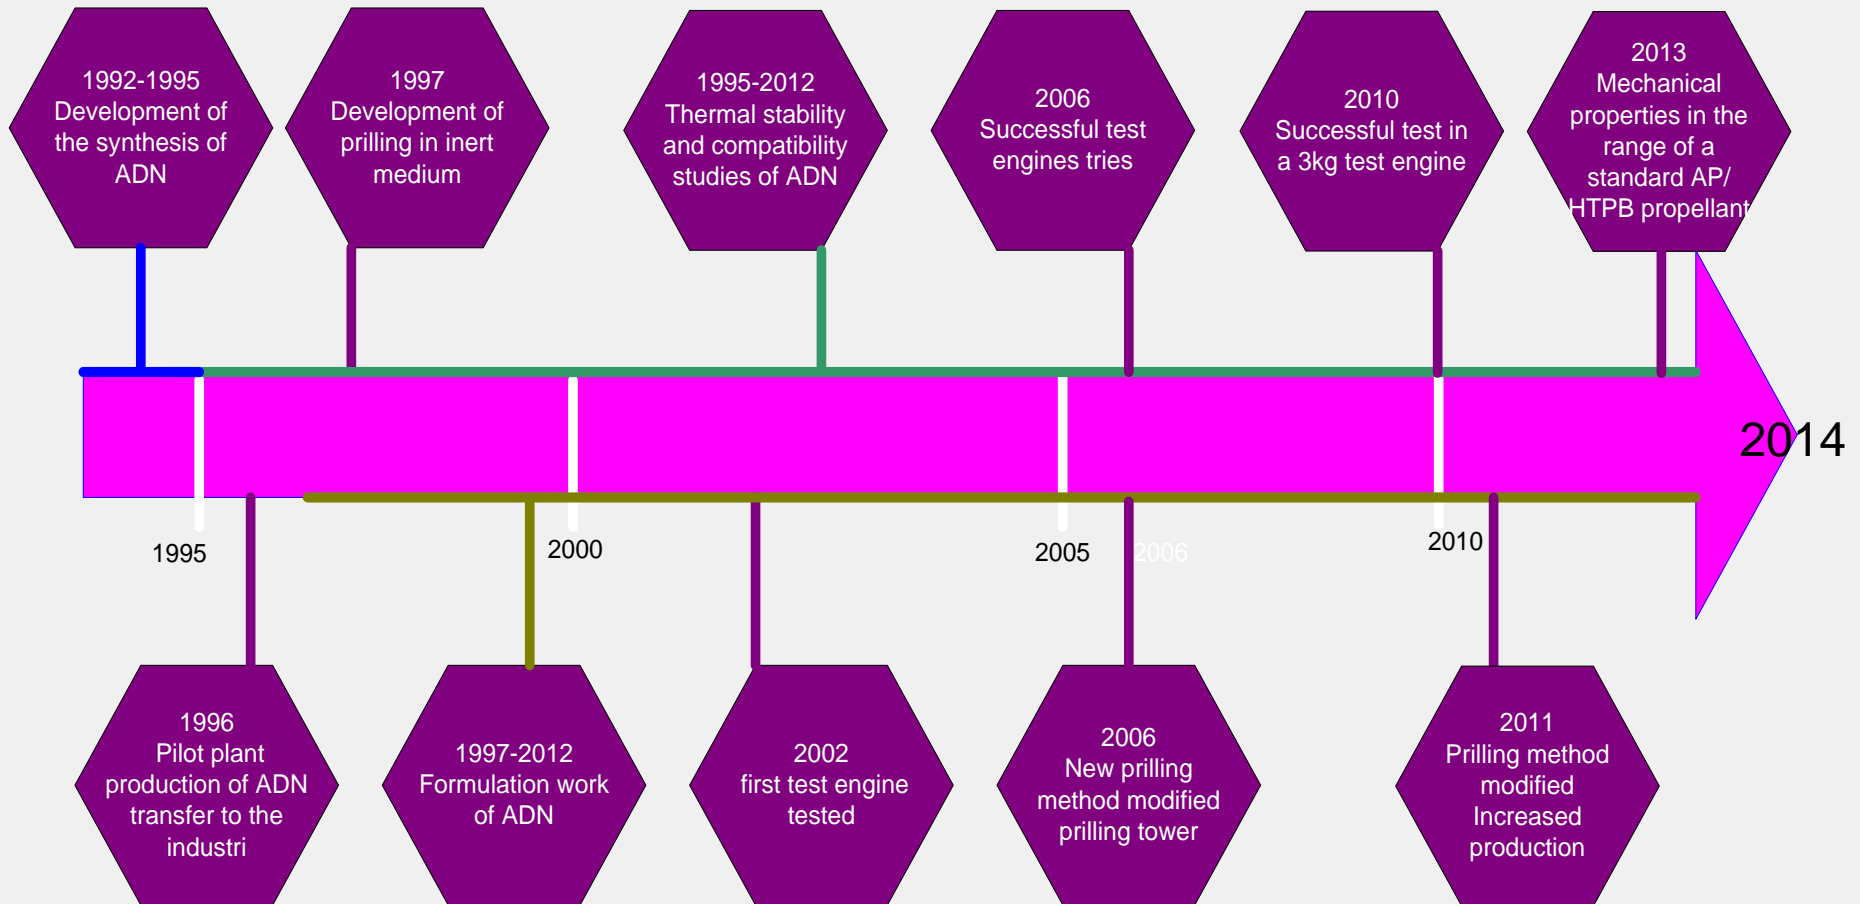 1992-1995
Development of
the synthesis of
ADN
1997
Development of
prilling in inert
medium
1995-2012
Thermal stability
and compatibility
studies of ADN
2006
Successful test
engines tries
2010
Successful test in
a 3kg test engine
2013
Mechanical
properties in the
range of a
standard AP/
HTPB propellant
2014
1995
2000
2005
2006
2010
1996
Pilot plant
production of ADN
transfer to the
industri
1997-2012
Formulation work
of ADN
2002
first test engine
tested
2006
New prilling
method modified
prilling tower
2011
Prilling method
modified
Increased
production